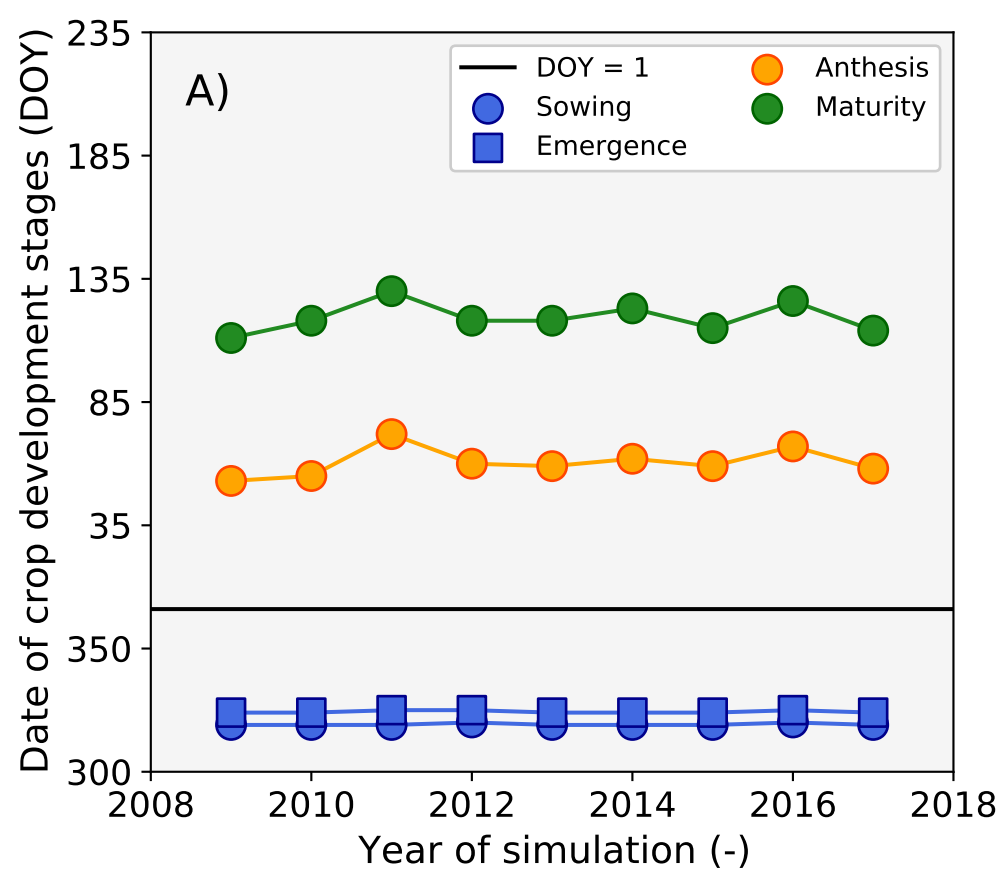 A)
DOY = 1
Sowing
Emergence
Anthesis
Maturity
Date of crop development stages (DOY)
235
185
135
85
35
350
300
2008 2010 2012 2014 2016 2018
Year of simulation (-)